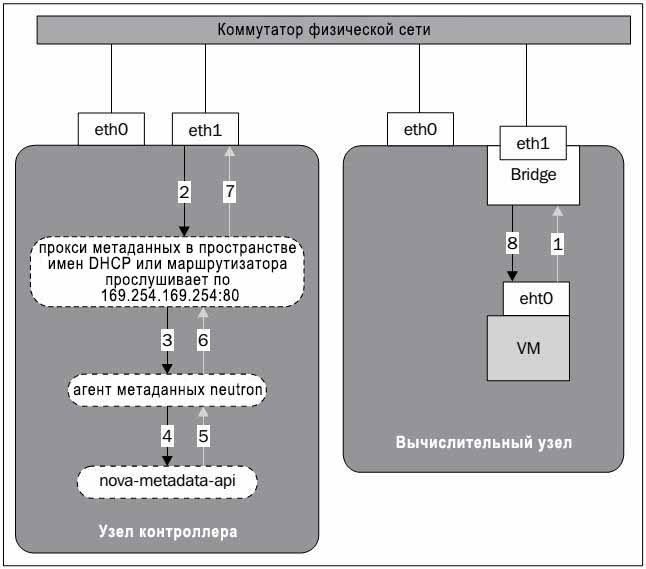 Коммутатор физической сети
eth0
eth1
eth0
eth1
Bridge
2
7
прокси метаданных в пространстве
имен DHCP или маршрутизатора
прослушивает по
169.254.169.254:80
8
1
eht0
VM
3
6
агент метаданных neutron
4
5
nova-metadata-api
Вычислительный узел
Узел контроллера